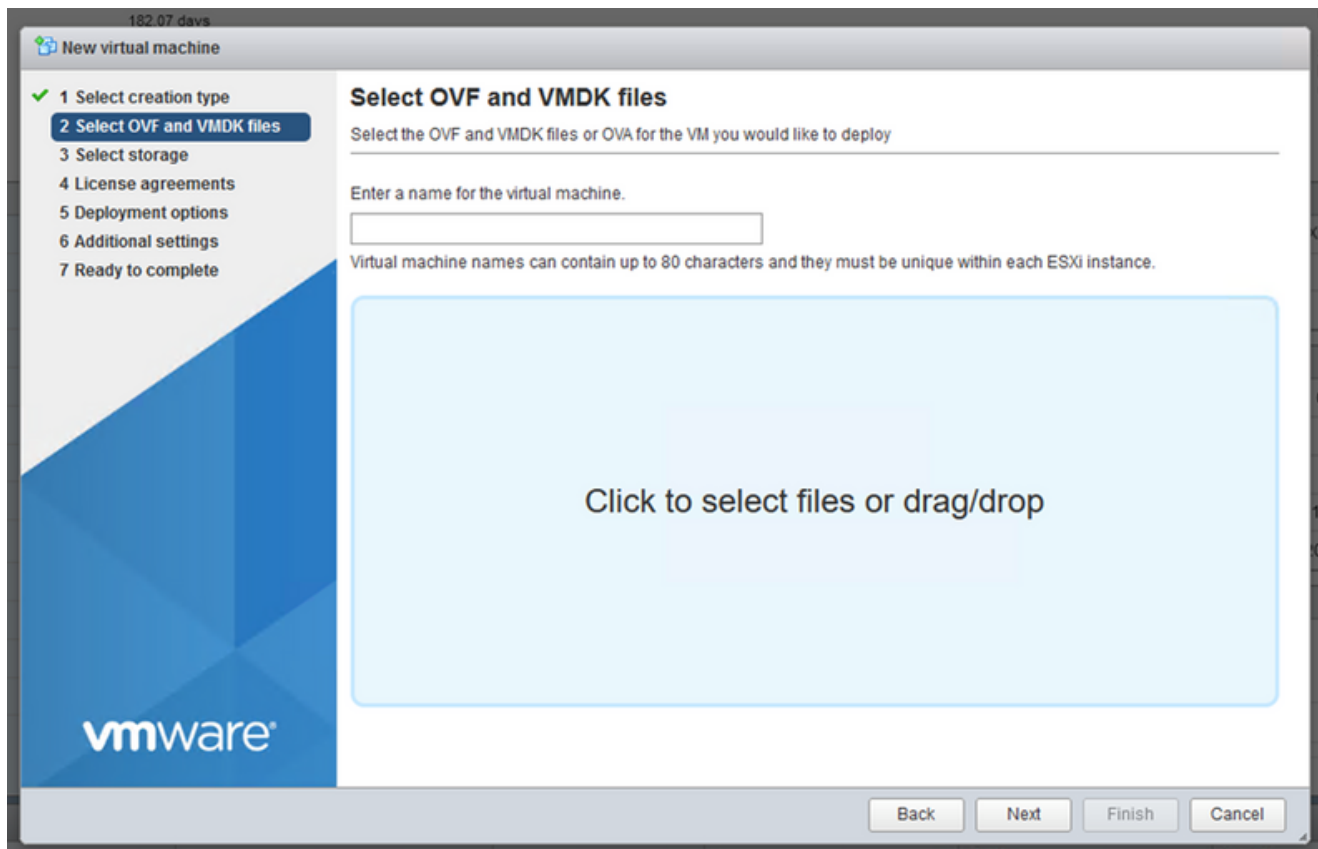 182.07 days
New virtual machine
1 Select creation type
2 Select OVF and VMDK files
3 Select storage
4 License agreements
5 Deployment options
6 Additional settings
7 Ready to complete
vmware®
Select OVF and VMDK files
Select the OVF and VMDK files or OVA for the VM you would like to deploy
Enter a name for the virtual machine.
Virtual machine names can contain up to 80 characters and they must be unique within each ESXi instance.
Click to select files or drag/drop
Back
Next
Finish
Cancel